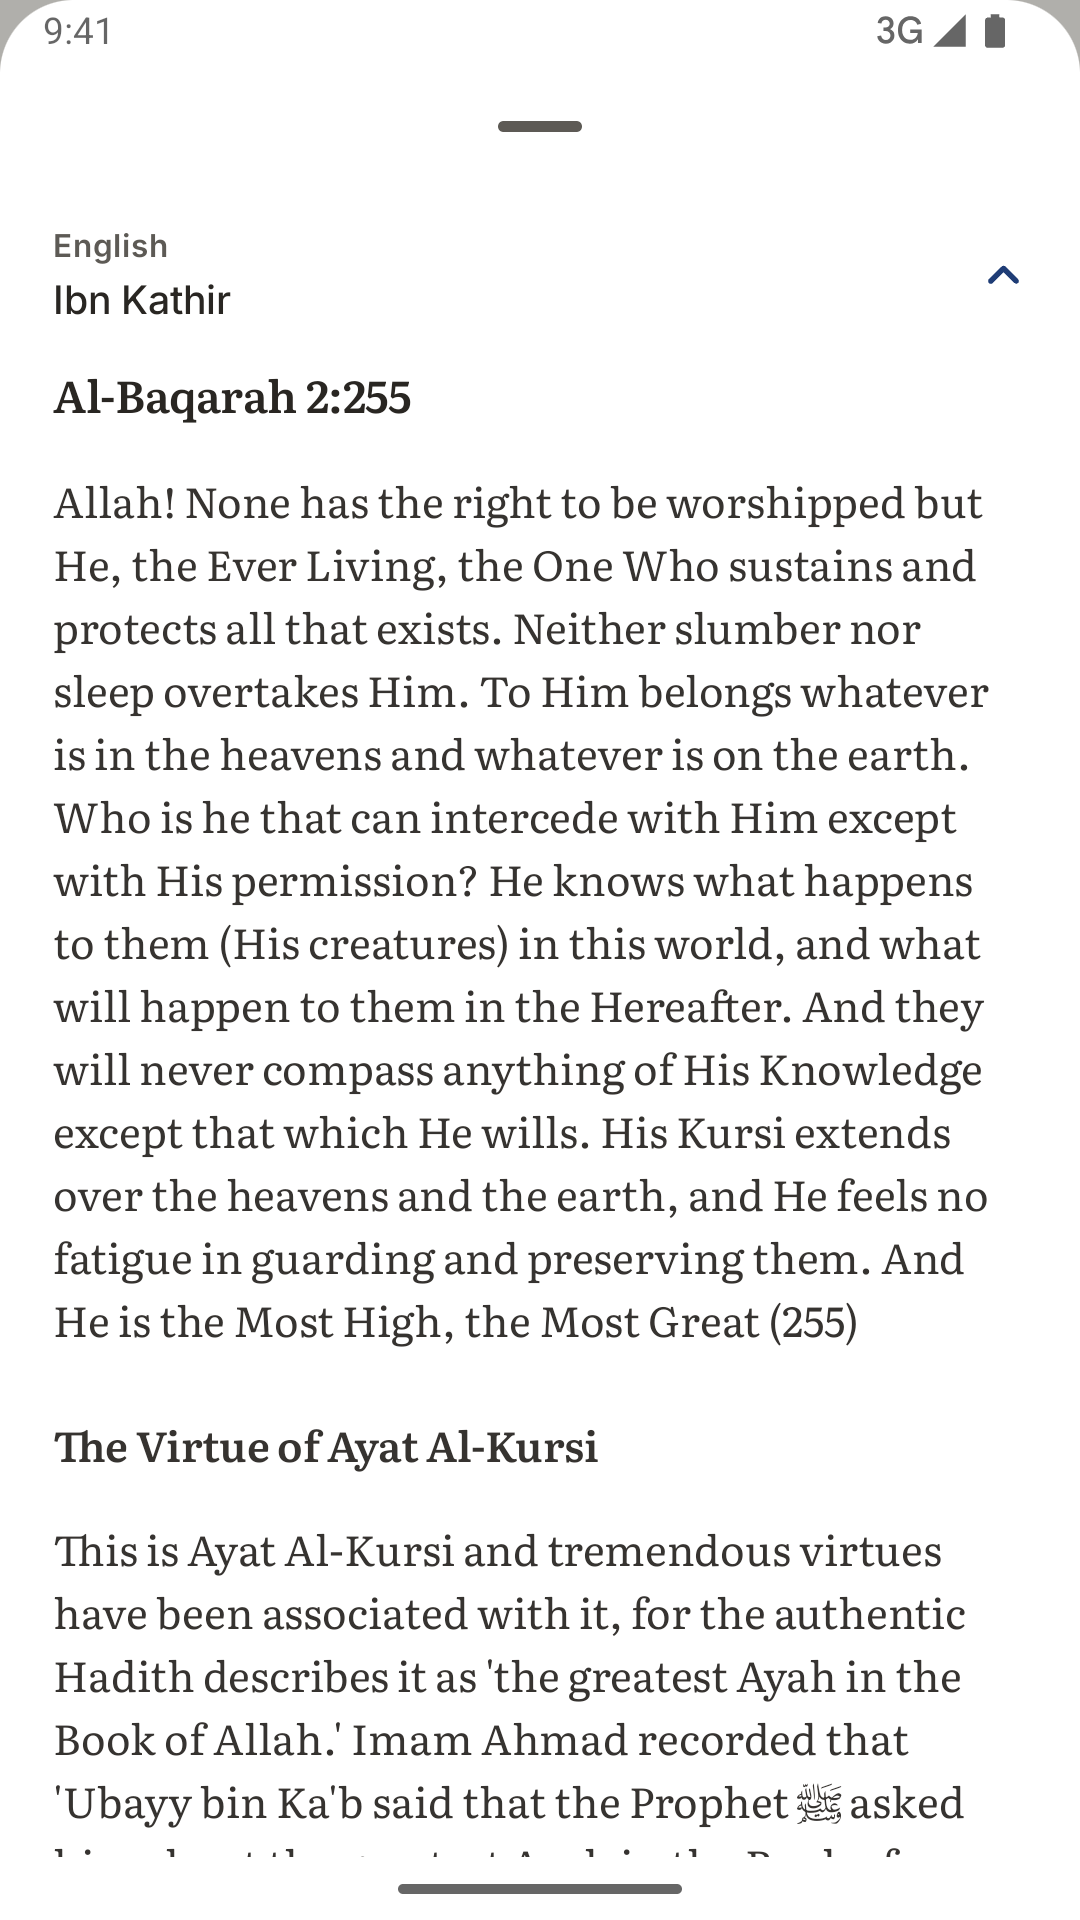 9:41
3G
English
Ibn Kathir
Al-Baqarah 2:255
Allah! None has the right to be worshipped but
He, the Ever Living, the One Who sustains and
protects all that exists. Neither slumber nor
sleep overtakes Him. To Him belongs whatever
is in the heavens and whatever is on the earth.
Who is he that can intercede with Him except
with His permission? He knows what happens
to them (His creatures) in this world, and what
will happen to them in the Hereafter. And they
will never compass anything of His Knowledge
except that which He wills. His Kursi extends
over the heavens and the earth, and He feels no
fatigue in guarding and preserving them. And
He is the Most High, the Most Great (255)
The Virtue of Ayat Al-Kursi
This is Ayat Al-Kursi and tremendous virtues
have been associated with it, for the authentic
Hadith describes it as 'the greatest Ayah in the
Book of Allah.' Imam Ahmad recorded that
'Ubayy bin Ka'b said that the Prophet ﷺ asked